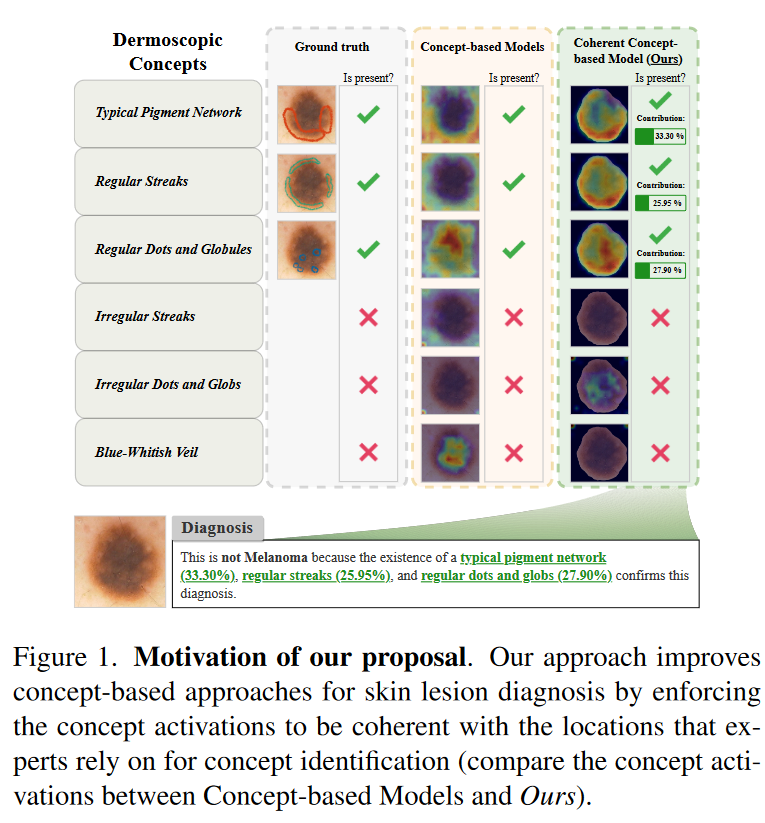 Dermoscopic
Concepts
Ground truth
Concept-based Models
Coherent Concept-
based Model (Ours)
Is present?
Is present?
Is present?
Typical Pigment Network
Contribution:
33.30 %
Regular Streaks
Contribution:
25.95 %
Regular Dots and Globules
Contribution:
27.90 %
Irregular Streaks
Irregular Dots and Globs
Blue-Whitish Veil
Diagnosis
This is not Melanoma because the existence of a typical pigment network
(33.30%), regular streaks (25.95%), and regular dots and globs (27.90%) confirms this
diagnosis.
Figure 1. Motivation of our proposal. Our approach improves
concept-based approaches for skin lesion diagnosis by enforcing
the concept activations to be coherent with the locations that ex-
perts rely on for concept identification (compare the concept acti-
vations between Concept-based Models and Ours).